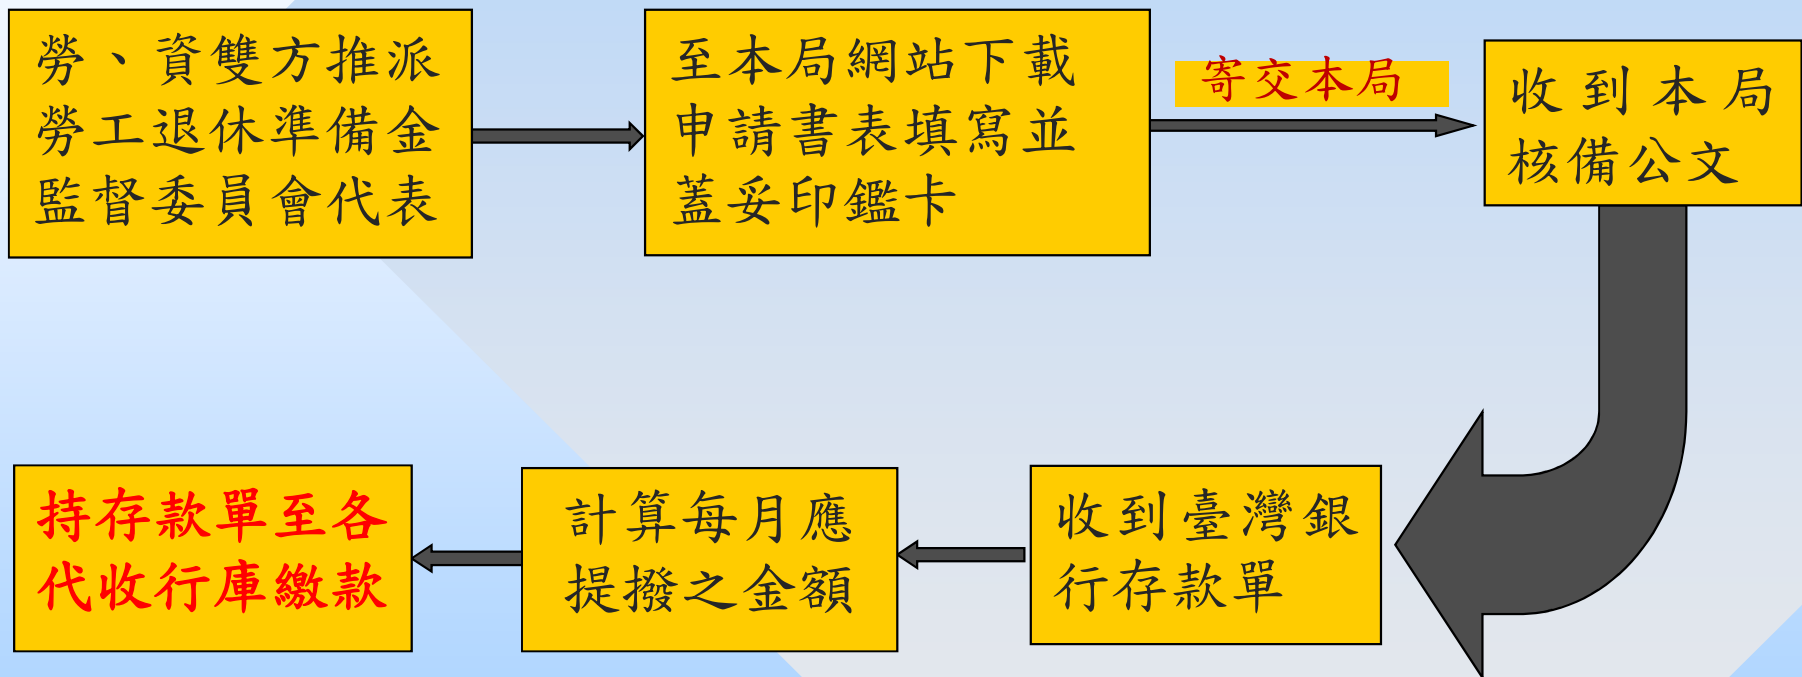 勞、資雙方推派
勞工退休準備金
監督委員會代表
至本局網站下載
申請書表填寫並
蓋妥印鑑卡
寄交本局
收到本局
核備公文
收到臺灣銀
行存款單
計算每月應
提撥之金額
持存款單至各
代收行庫繳款